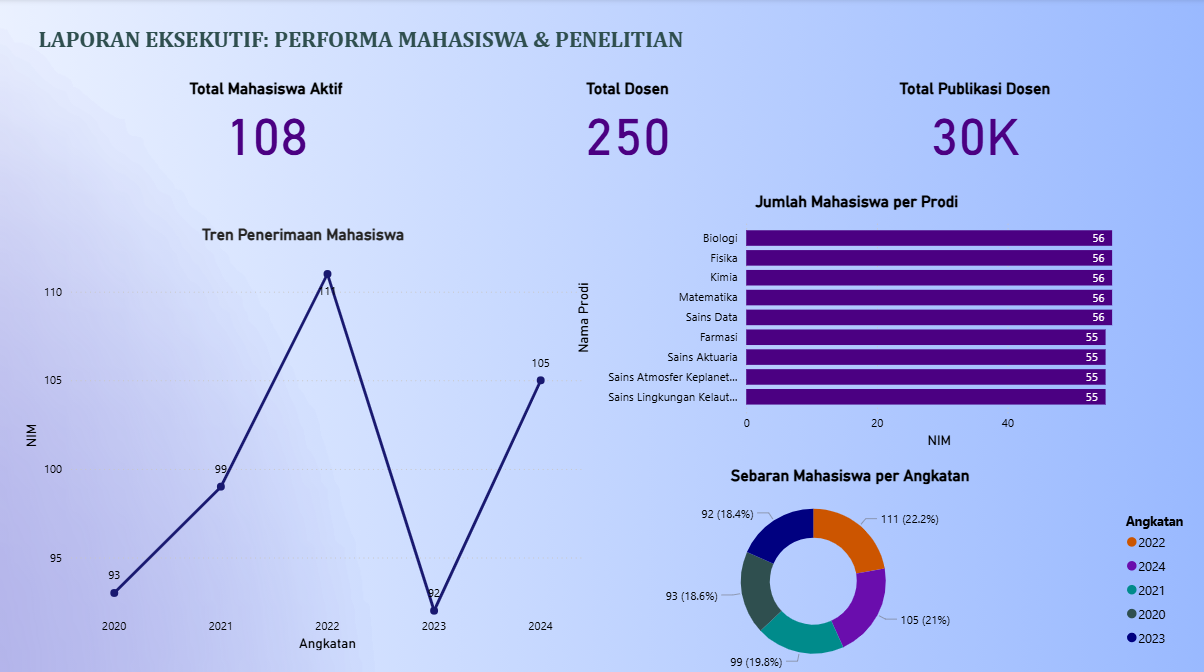 LAPORAN EKSEKUTIF: PERFORMA MAHASISWA & PENELITIAN
Total Mahasiswa Aktif
108
Total Dosen
250
Total Publikasi Dosen
30K
Tren Penerimaan Mahasiswa
NIM
110
105
100
95
93
99
111
92
105
2020
2021
2022
2023
2024
Angkatan
Jumlah Mahasiswa per Prodi
Nama Prodi
Biologi 56
Fisika 56
Kimia 56
Matematika 56
Sains Data 56
Farmasi 55
Sains Aktuaria 55
Sains Atmosfer Keplanet... 55
Sains Lingkungan Kelaut... 55
0 20 40
NIM
Sebaran Mahasiswa per Angkatan
92 (18.4%)
111 (22.2%)
93 (18.6%)
105 (21%)
99 (19.8%)
Angkatan
2022
2024
2021
2020
2023